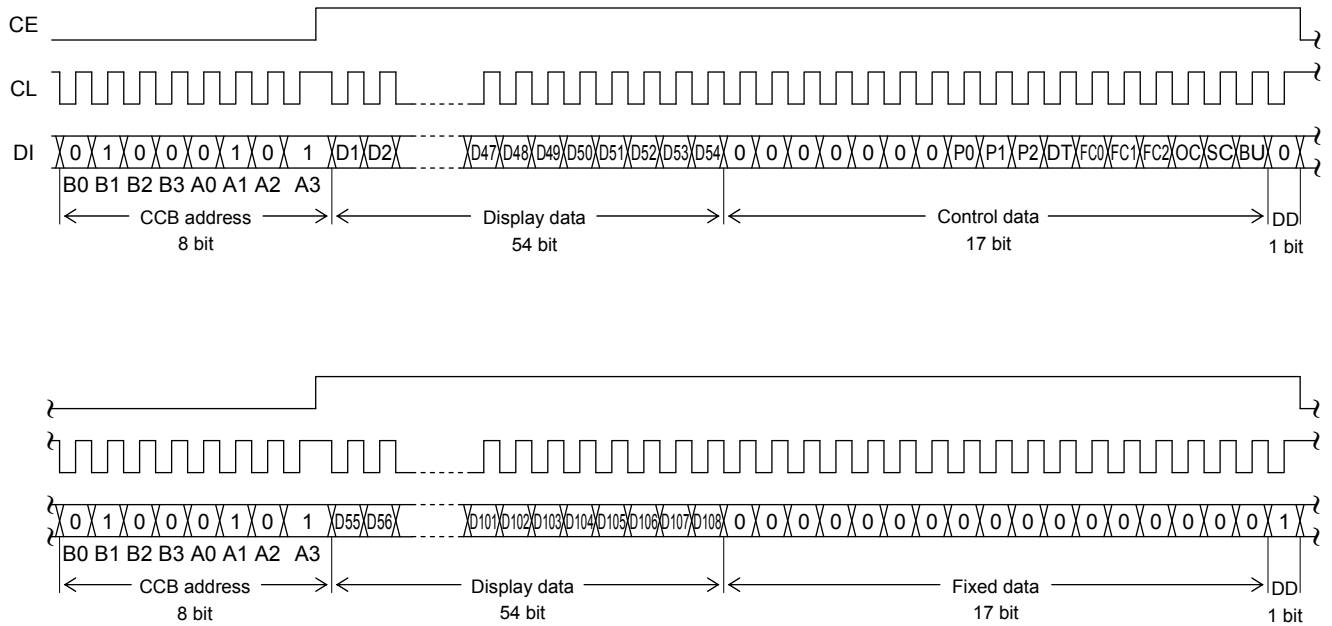 CE
CL
DI 0 1 0 0 0 1 0 1 D1 D2 D47 D48 D49 D50 D51 D52 D53 D54 0 0 0 0 0 0 0 P0 P1 P2 DT FC0 FC1 FC2 OC SC BU 0
B0 B1 B2 B3 A0 A1 A2 A3
CCB address Display data Control data DD
8 bit 54 bit 17 bit 1 bit
0 1 0 0 0 1 0 1 D55 D56 D101 D102 D103 D104 D105 D106 D107 D108 0 0 0 0 0 0 0 0 0 0 0 0 0 0 0 0 0 1
B0 B1 B2 B3 A0 A1 A2 A3
CCB address Display data Fixed data DD
8 bit 54 bit 17 bit 1 bit